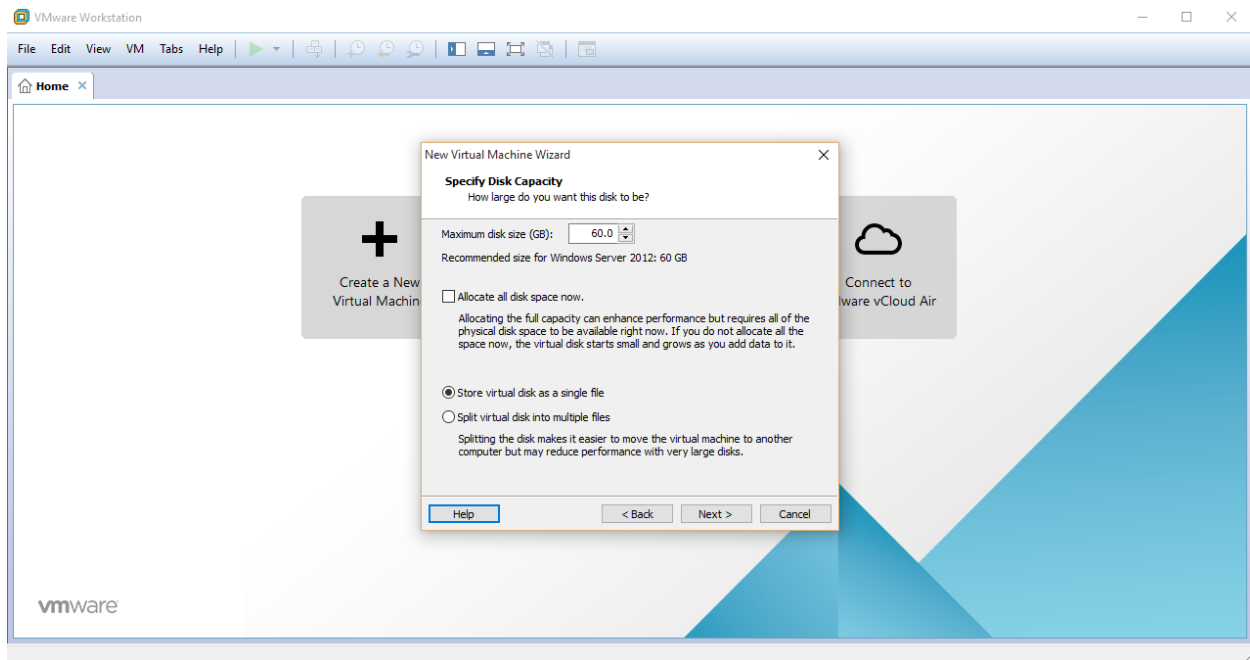 VMware Workstation
File Edit View VM Tabs Help
Home
New Virtual Machine Wizard
Specify Disk Capacity
How large do you want this disk to be?
Maximum disk size (GB): 60.0
Recommended size for Windows Server 2012: 60 GB
Create a New
Virtual Machin
Allocate all disk space now.
Allocating the full capacity can enhance performance but requires all of the
physical disk space to be available right now. If you do not allocate all the
space now, the virtual disk starts small and grows as you add data to it.
Connect to
ware vCloud Air
Store virtual disk as a single file
Split virtual disk into multiple files
Splitting the disk makes it easier to move the virtual machine to another
computer but may reduce performance with very large disks.
Help < Back Next > Cancel
vmware